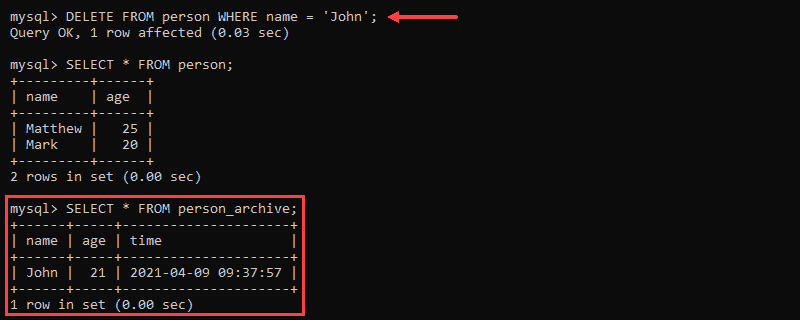 mysql> DELETE FROM person WHERE name = 'John';
Query OK, 1 row affected (0.03 sec)
mysql> SELECT * FROM person;
+---------+------+
| name    | age  |
+---------+------+
| Matthew |   25 |
| Mark    |   20 |
+---------+------+
2 rows in set (0.00 sec)
mysql> SELECT * FROM person_archive;
+------+-----+---------------------+
| name | age | time                |
+------+-----+---------------------+
| John |  21 | 2021-04-09 09:37:57 |
+------+-----+---------------------+
1 row in set (0.00 sec)